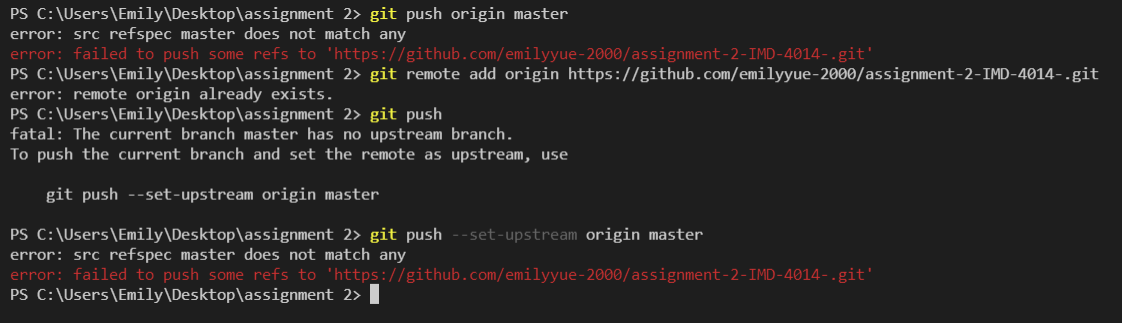 PS C:\Users\Emily\Desktop\assignment 2> git push origin master
error: src refspec master does not match any
error: failed to push some refs to 'https://github.com/emilyyue-2000/assignment-2-IMD-4014-.git'
PS C:\Users\Emily\Desktop\assignment 2> git remote add origin https://github.com/emilyyue-2000/assignment-2-IMD-4014-.git
error: remote origin already exists.
PS C:\Users\Emily\Desktop\assignment 2> git push
fatal: The current branch master has no upstream branch.
To push the current branch and set the remote as upstream, use
    git push --set-upstream origin master
PS C:\Users\Emily\Desktop\assignment 2> git push --set-upstream origin master
error: src refspec master does not match any
error: failed to push some refs to 'https://github.com/emilyyue-2000/assignment-2-IMD-4014-.git'
PS C:\Users\Emily\Desktop\assignment 2>